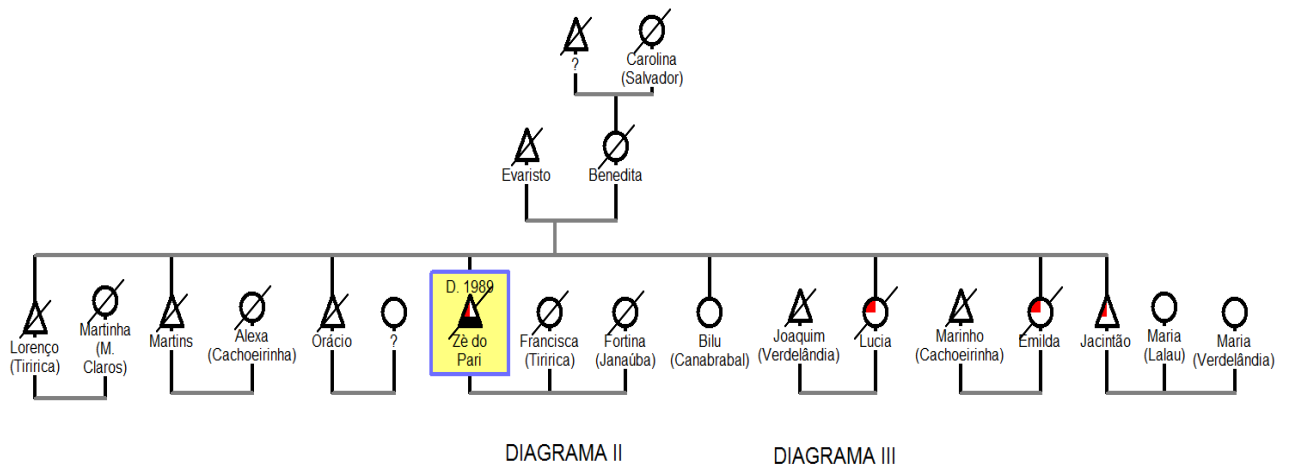 ?
Carolina
(Salvador)
Evaristo
Benedita
Lorenço
(Tiririca)
Martinha
(M.
Claros)
Martins
Alexa
(Cachoeirinha)
Orácio
?
D. 1989
Zè do
Pari
Francisca
(Tiririca)
Fortina
(Janaúba)
Bilu
(Canabrabal)
Joaquim
(Verdelândia)
Lucia
Marinho
(Cachoeirinha)
Emilda
Jacintão
Maria
(Lalau)
Maria
(Verdelândia)
DIAGRAMA II
DIAGRAMA III